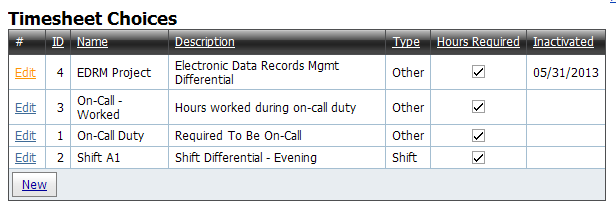 Timesheet Choices
# ID Name Description Type Hours Required Inactivated
Edit 4 EDRM Project Electronic Data Records Mgmt Other 05/31/2013
Differential
Edit 3 On-Call - Hours worked during on-call duty Other
Worked
Edit 1 On-Call Duty Required To Be On-Call Other
Edit 2 Shift A1 Shift Differential - Evening Shift
New